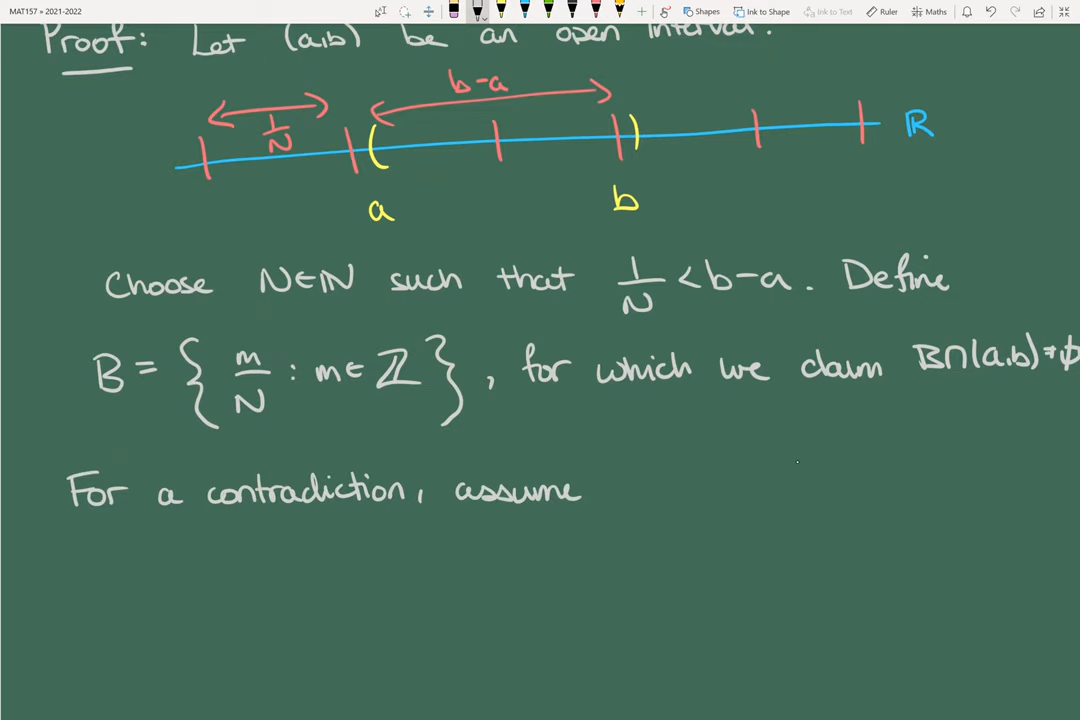 MAT157 » 2021-2022
Shapes Ink to Shape Ink to Text Ruler Maths
Proof: Let (a,b) be an open interval.
b-a
1/N
ℝ
a b
Choose N∈ℕ such that 1/N < b-a. Define
B = { m/N : m∈ℤ }, for which we claim B∩(a,b) ≠ ϕ
For a contradiction, assume